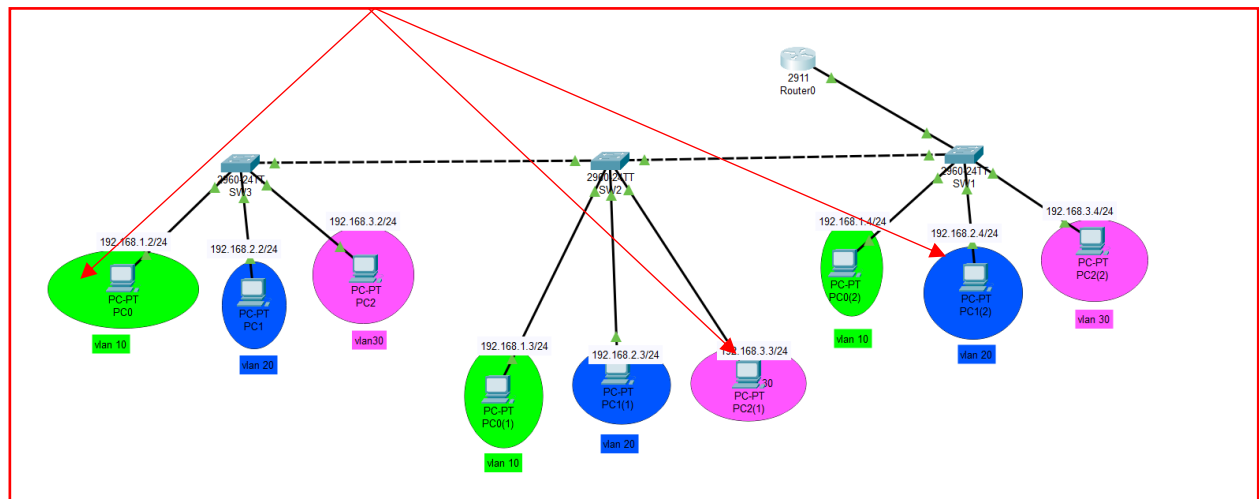 2911
Router0
2960-24TT
SW3
2960-24TT
SW2
2960-24TT
SW1
192.168.1.2/24
192.168.2.2/24
192.168.3.2/24
PC-PT
PC0
PC-PT
PC1
PC-PT
PC2
vlan 10
vlan 20
vlan30
192.168.1.3/24
192.168.2.3/24
192.168.3.3/24
PC-PT
PC0(1)
PC-PT
PC1(1)
30
PC-PT
PC2(1)
vlan 10
vlan 20
192.168.1.4/24
192.168.2.4/24
192.168.3.4/24
PC-PT
PC0(2)
PC-PT
PC1(2)
PC-PT
PC2(2)
vlan 10
vlan 20
vlan 30